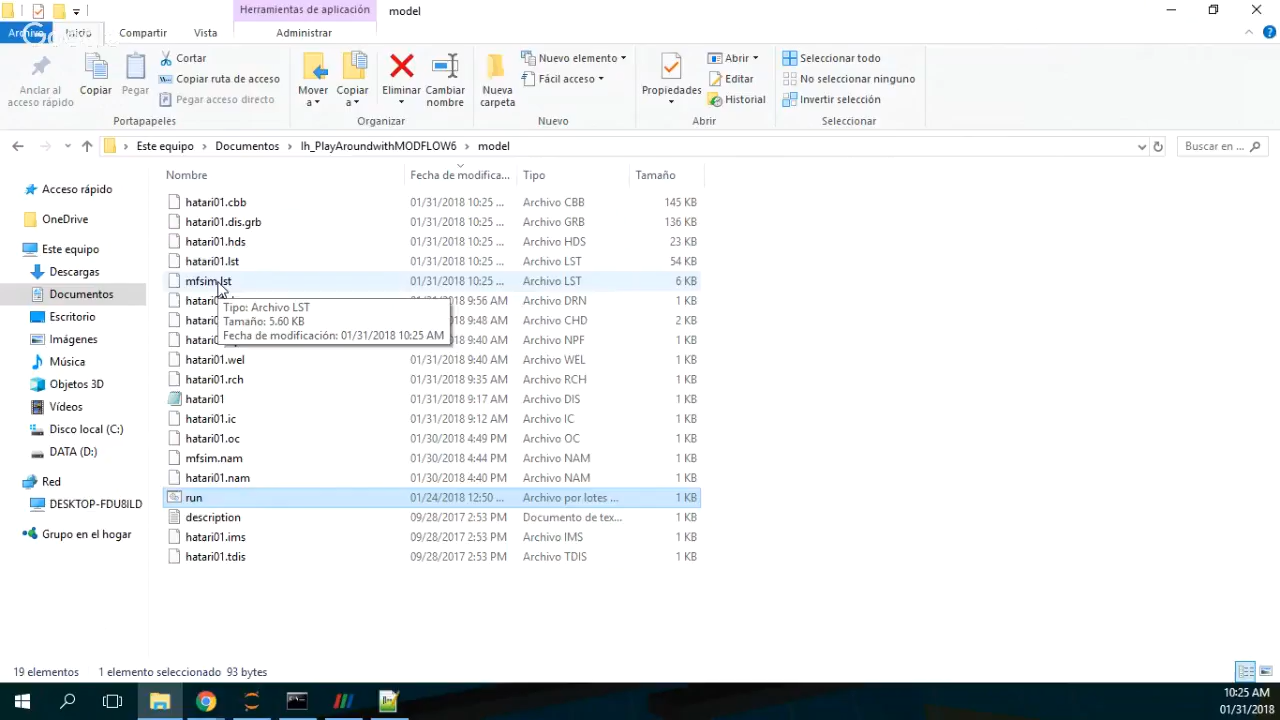 Herramientas de aplicación
model
Archivo
Inicio
Compartir
Vista
Administrar
Anclar al
acceso rápido
Copiar
Pegar
Cortar
Copiar ruta de acceso
Pegar acceso directo
Portapapeles
Mover
a
Copiar
a
Eliminar
Cambiar
nombre
Organizar
Nueva
carpeta
Nuevo elemento
Fácil acceso
Nuevo
Propiedades
Abrir
Editar
Historial
Abrir
Seleccionar todo
No seleccionar ninguno
Invertir selección
Seleccionar
Este equipo > Documentos > lh_PlayAroundwithMODFLOW6 > model
Buscar en ...
Acceso rápido
OneDrive
Este equipo
Descargas
Documentos
Escritorio
Imágenes
Música
Objetos 3D
Vídeos
Disco local (C:)
DATA (D:)
Red
DESKTOP-FDU8ILD
Grupo en el hogar
Nombre Fecha de modifica... Tipo Tamaño
hatari01.cbb 01/31/2018 10:25 ... Archivo CBB 145 KB
hatari01.dis.grb 01/31/2018 10:25 ... Archivo GRB 136 KB
hatari01.hds 01/31/2018 10:25 ... Archivo HDS 23 KB
hatari01.lst 01/31/2018 10:25 ... Archivo LST 54 KB
mfsim.lst 01/31/2018 10:25 ... Archivo LST 6 KB
9:56 AM Archivo DRN 1 KB
9:48 AM Archivo CHD 2 KB
9:40 AM Archivo NPF 1 KB
Tipo: Archivo LST
Tamaño: 5.60 KB
Fecha de modificación: 01/31/2018 10:25 AM
hatari01.wel 01/31/2018 9:40 AM Archivo WEL 1 KB
hatari01.rch 01/31/2018 9:35 AM Archivo RCH 1 KB
hatari01 01/31/2018 9:17 AM Archivo DIS 1 KB
hatari01.ic 01/31/2018 9:12 AM Archivo IC 1 KB
hatari01.oc 01/30/2018 4:49 PM Archivo OC 1 KB
mfsim.nam 01/30/2018 4:44 PM Archivo NAM 1 KB
hatari01.nam 01/30/2018 4:40 PM Archivo NAM 1 KB
run 01/24/2018 12:50 ... Archivo por lotes ... 1 KB
description 09/28/2017 2:53 PM Documento de tex... 1 KB
hatari01.ims 09/28/2017 2:53 PM Archivo IMS 1 KB
hatari01.tdis 09/28/2017 2:53 PM Archivo TDIS 1 KB
19 elementos 1 elemento seleccionado 93 bytes
10:25 AM
01/31/2018